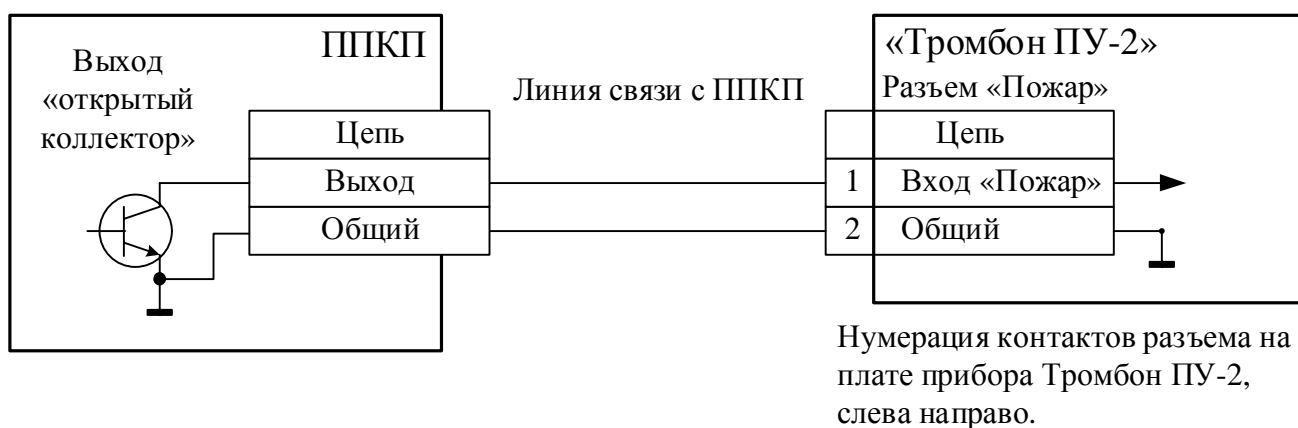 ППКП
Выход
«открытый
коллектор»
Цепь
Выход
Общий
Линия связи с ППКП
«Тромбон ПУ-2»
Разъем «Пожар»
Цепь
1 Вход «Пожар»
2 Общий
Нумерация контактов разъема на
плате прибора Тромбон ПУ-2,
слева направо.